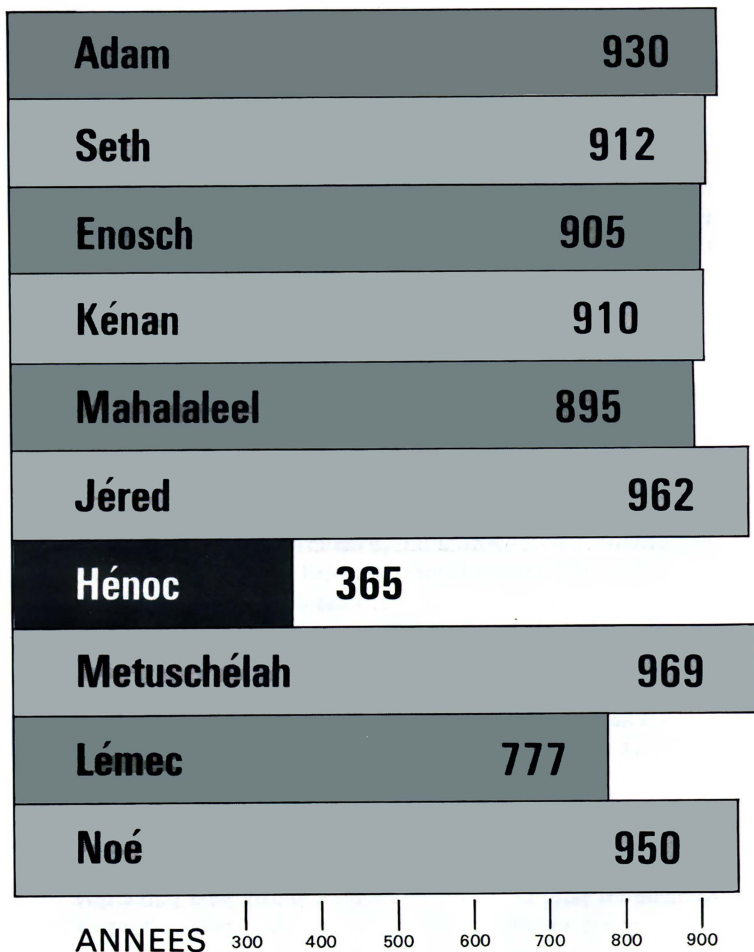 Adam 930
Seth 912
Enosch 905
Kénan 910
Mahalaleel 895
Jéred 962
Hénoc 365
Metuschélah 969
Lémec 777
Noé 950
ANNEES 300 400 500 600 700 800 900